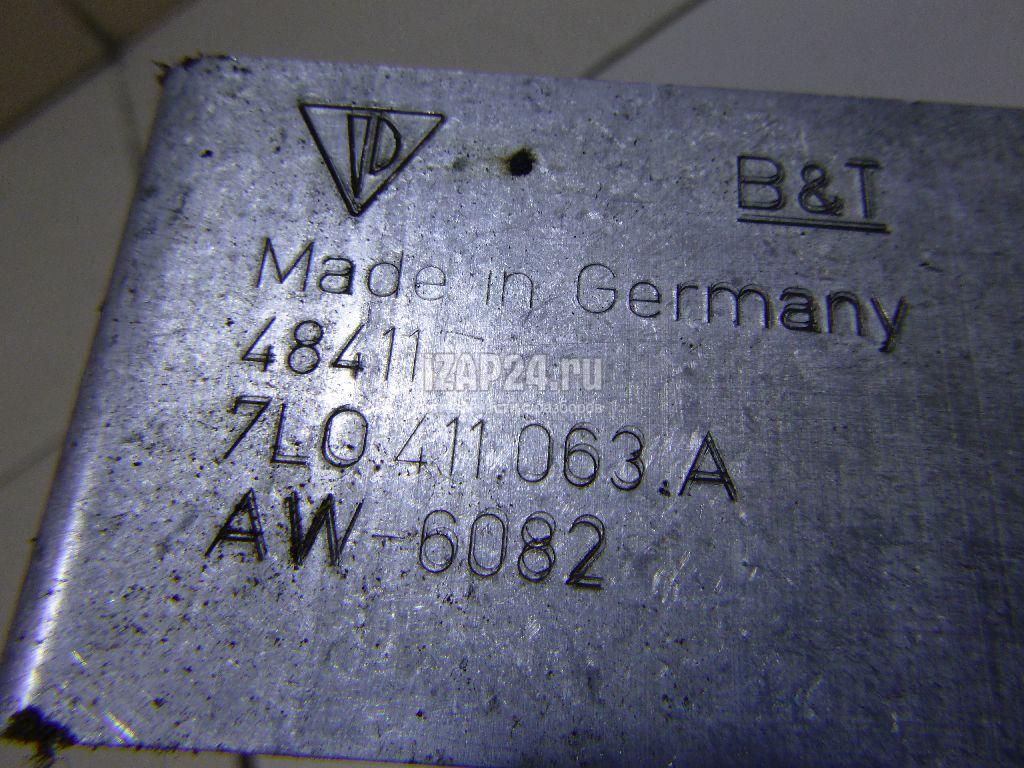 B&T
Made in Germany
48411
IZAP24.ru
7L0.411.063.A
AW-6082